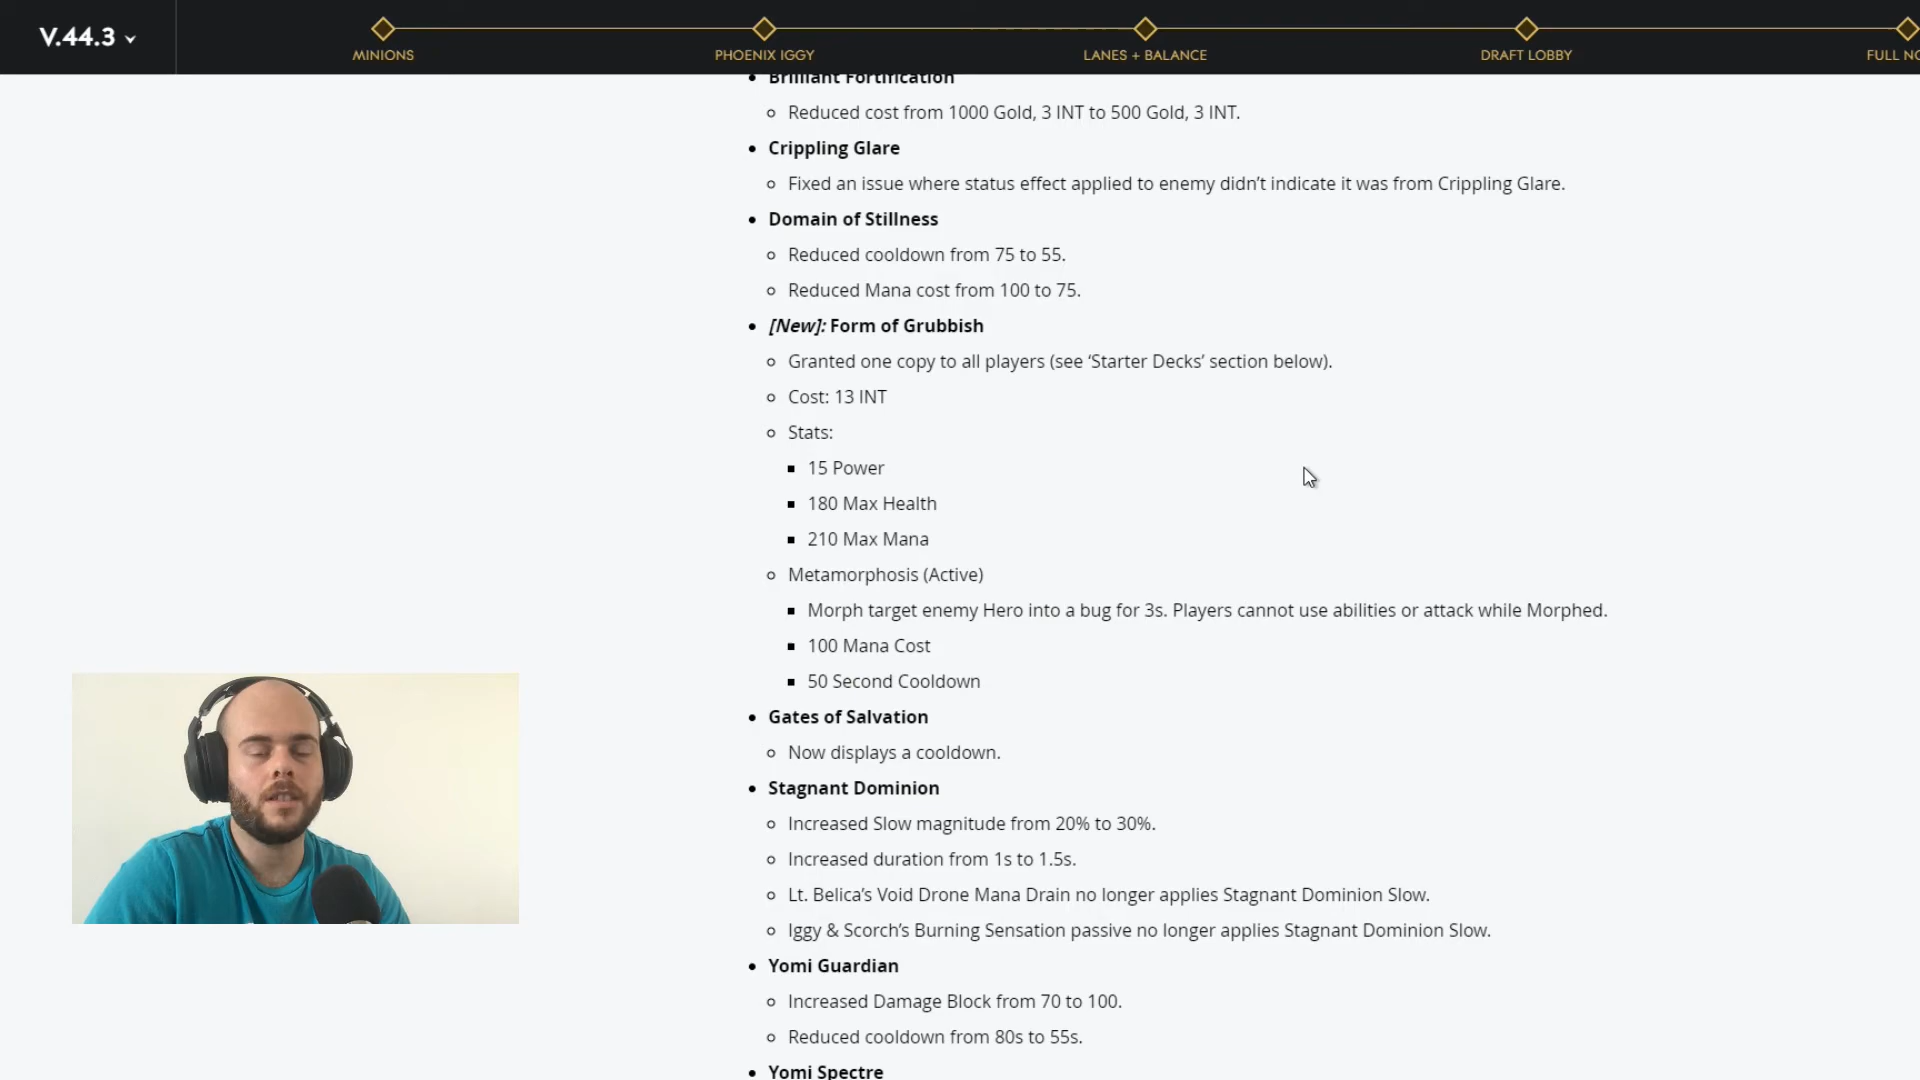 V.44.3
MINIONS
PHOENIX IGGY
LANES + BALANCE
DRAFT LOBBY
FULL NO
Brilliant Fortification
Reduced cost from 1000 Gold, 3 INT to 500 Gold, 3 INT.
Crippling Glare
Fixed an issue where status effect applied to enemy didn’t indicate it was from Crippling Glare.
Domain of Stillness
Reduced cooldown from 75 to 55.
Reduced Mana cost from 100 to 75.
[New]: Form of Grubbish
Granted one copy to all players (see ‘Starter Decks’ section below).
Cost: 13 INT
Stats:
15 Power
180 Max Health
210 Max Mana
Metamorphosis (Active)
Morph target enemy Hero into a bug for 3s. Players cannot use abilities or attack while Morphed.
100 Mana Cost
50 Second Cooldown
Gates of Salvation
Now displays a cooldown.
Stagnant Dominion
Increased Slow magnitude from 20% to 30%.
Increased duration from 1s to 1.5s.
Lt. Belica’s Void Drone Mana Drain no longer applies Stagnant Dominion Slow.
Iggy & Scorch’s Burning Sensation passive no longer applies Stagnant Dominion Slow.
Yomi Guardian
Increased Damage Block from 70 to 100.
Reduced cooldown from 80s to 55s.
Yomi Spectre